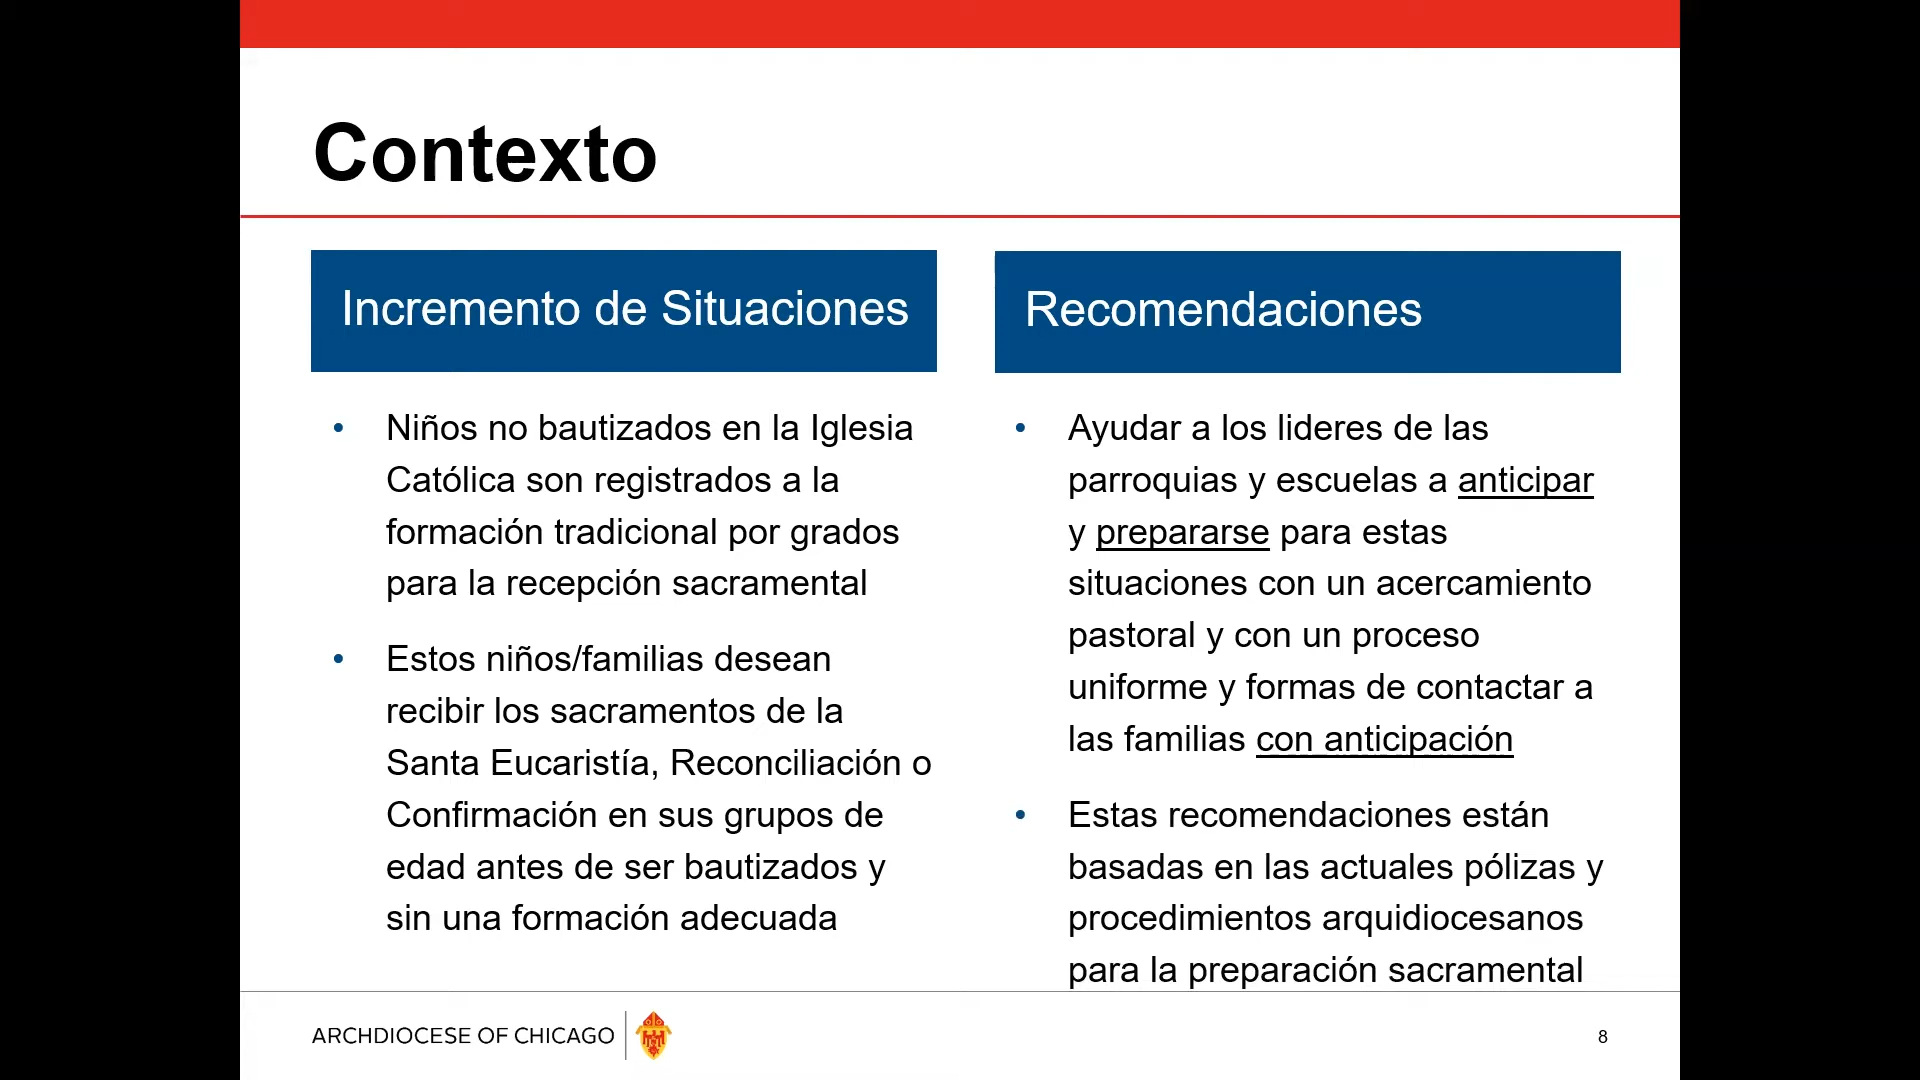 Contexto
Incremento de Situaciones
• Niños no bautizados en la Iglesia
Católica son registrados a la
formación tradicional por grados
para la recepción sacramental
• Estos niños/familias desean
recibir los sacramentos de la
Santa Eucaristía, Reconciliación o
Confirmación en sus grupos de
edad antes de ser bautizados y
sin una formación adecuada
Recomendaciones
• Ayudar a los lideres de las
parroquias y escuelas a anticipar
y prepararse para estas
situaciones con un acercamiento
pastoral y con un proceso
uniforme y formas de contactar a
las familias con anticipación
• Estas recomendaciones están
basadas en las actuales pólizas y
procedimientos arquidiocesanos
para la preparación sacramental
ARCHDIOCESE OF CHICAGO
8